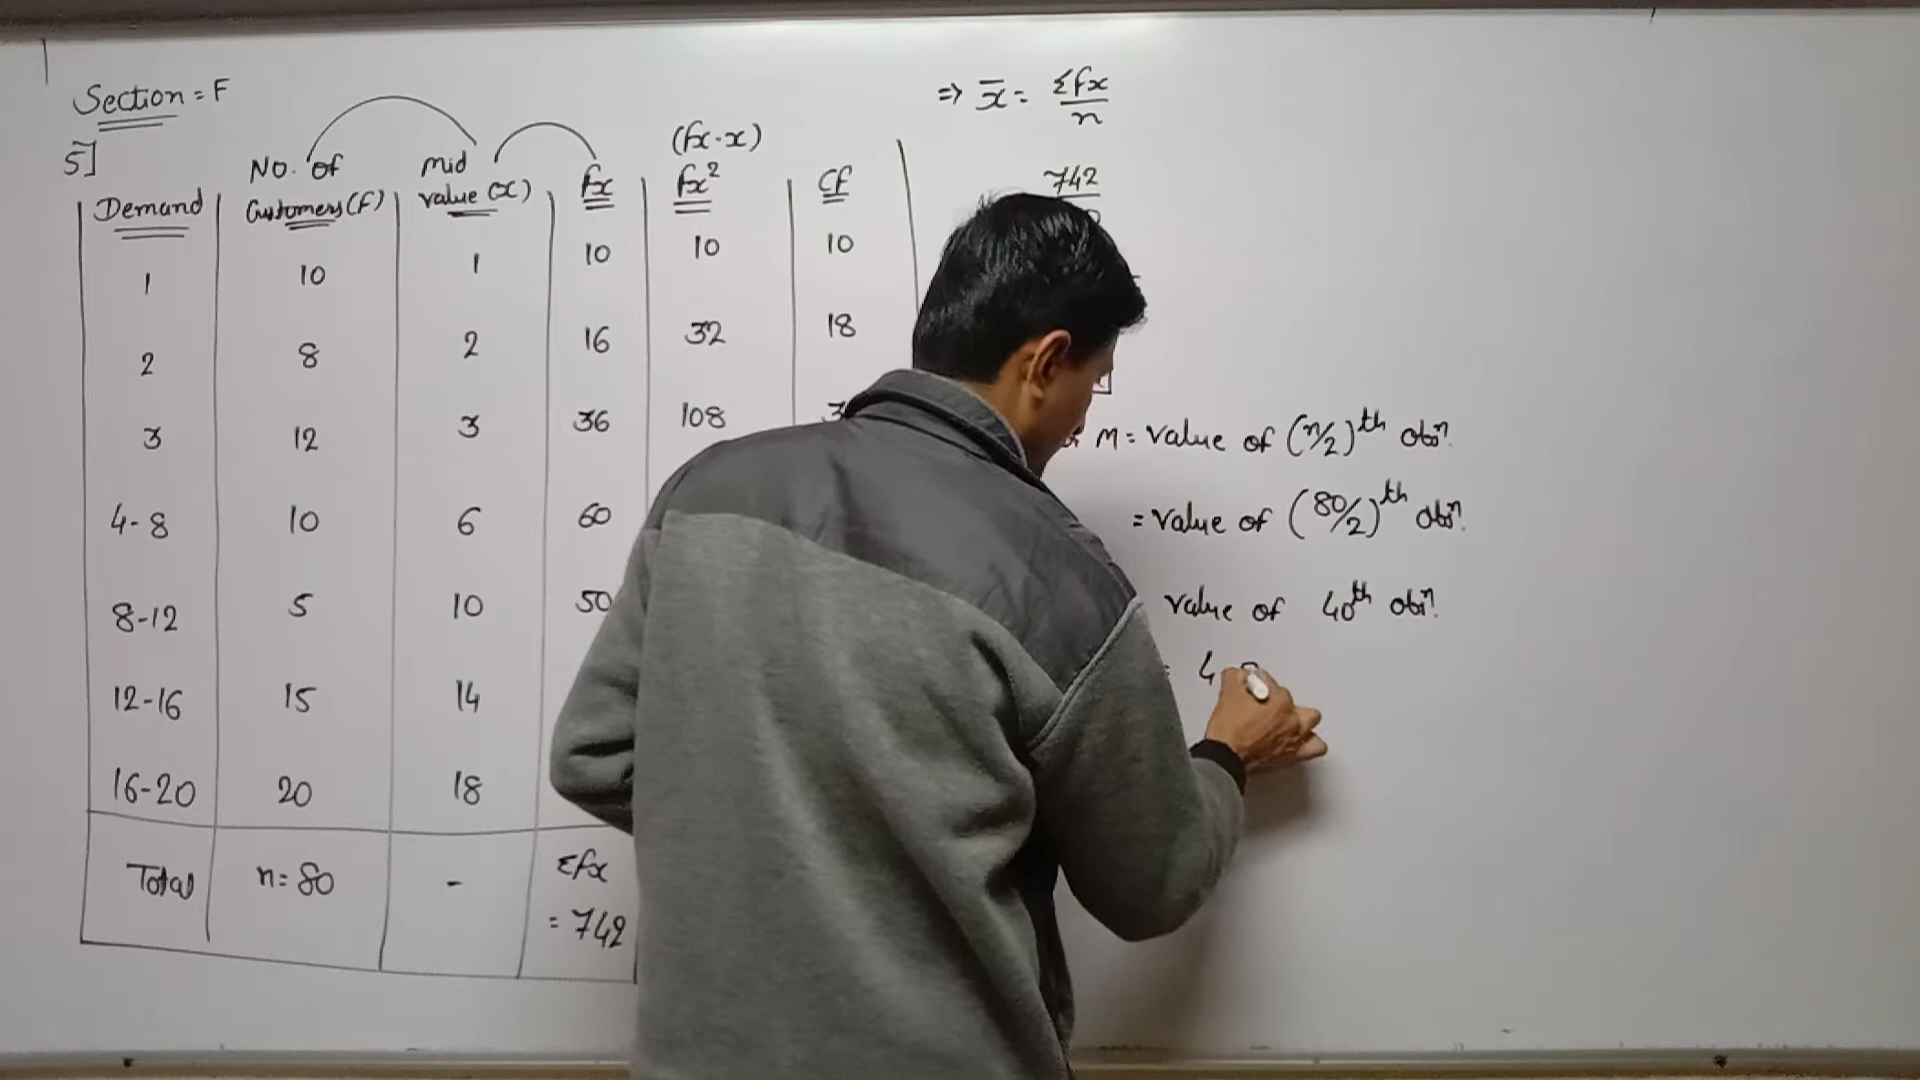 Section = F
5]
Demand | No. of Customers (F) | mid value (x) | fx | (fx·x) fx² | cf
1 | 10 | 1 | 10 | 10 | 10
2 | 8 | 2 | 16 | 32 | 18
3 | 12 | 3 | 36 | 108
4-8 | 10 | 6 | 60
8-12 | 5 | 10 | 50
12-16 | 15 | 14
16-20 | 20 | 18
Total | n = 80 | - | Σfx = 742
⇒ x̄ = Σfx / n
742
M = value of (n/2)th obsⁿ.
= value of (80/2)th obsⁿ.
value of 40th obsⁿ.
4